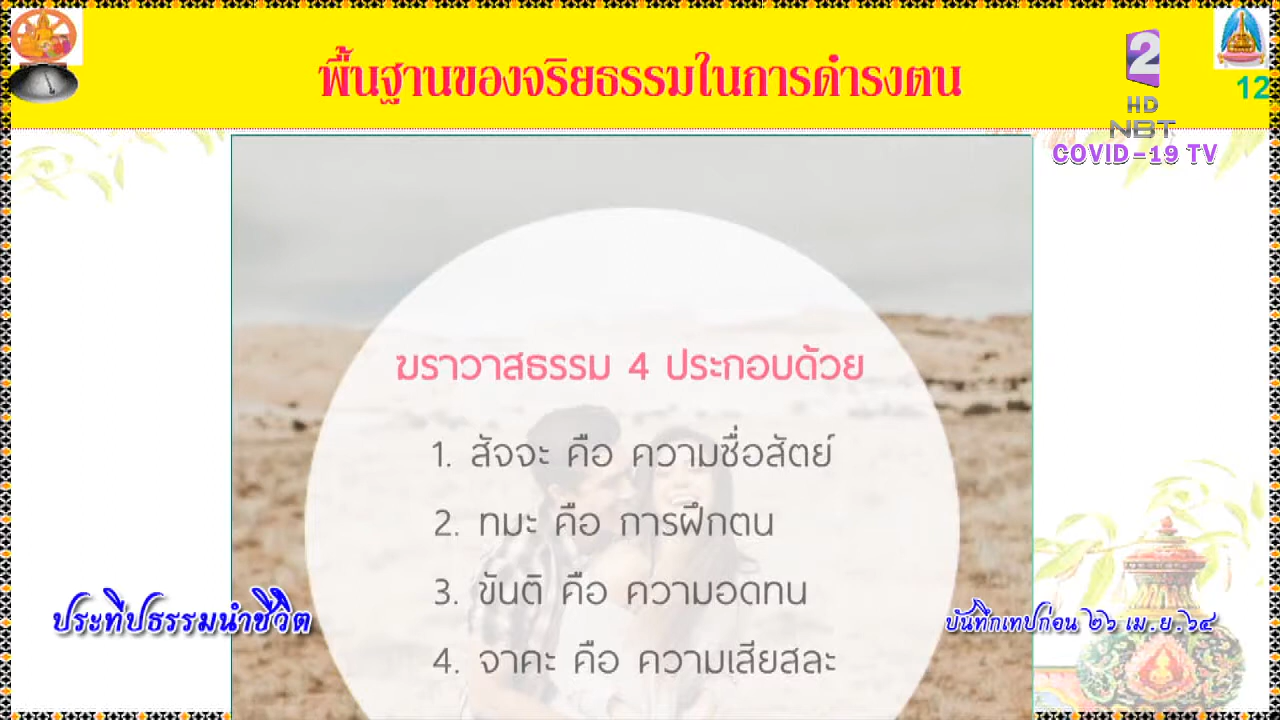 พื้นฐานของจริยธรรมในการดำรงตน
2
HD
NBT
COVID-19 TV
12
ฆราวาสธรรม 4 ประกอบด้วย
1. สัจจะ คือ ความซื่อสัตย์
2. ทมะ คือ การฝึกตน
3. ขันติ คือ ความอดทน
4. จาคะ คือ ความเสียสละ
ประทีปธรรมนำชีวิต
บันทึกเทปก่อน ๒๖ เม.ย.๖๔